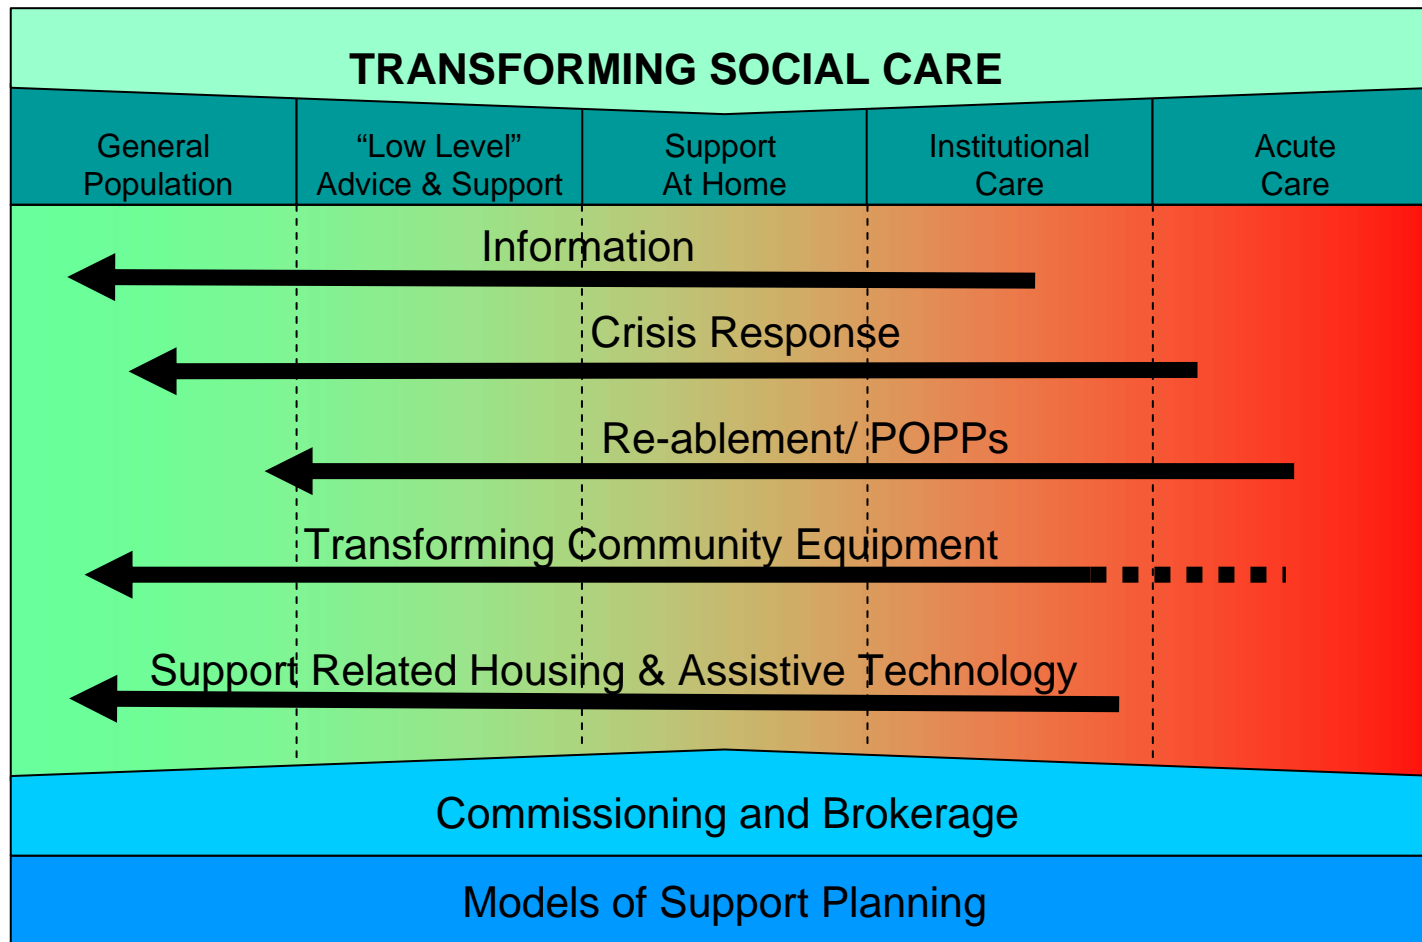 TRANSFORMING SOCIAL CARE
General
Population
“Low Level”
Advice & Support
Support
At Home
Institutional
Care
Acute
Care
Information
Crisis Response
Re-ablement/ POPPs
Transforming Community Equipment
Support Related Housing & Assistive Technology
Commissioning and Brokerage
Models of Support Planning